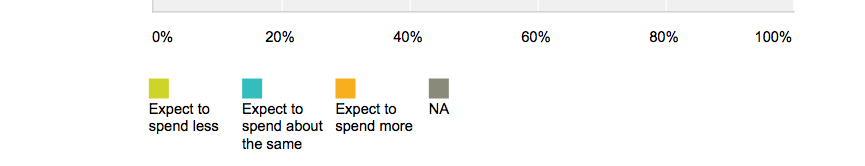 0% 20% 40% 60% 80% 100%
Expect to spend less
Expect to spend about the same
Expect to spend more
NA